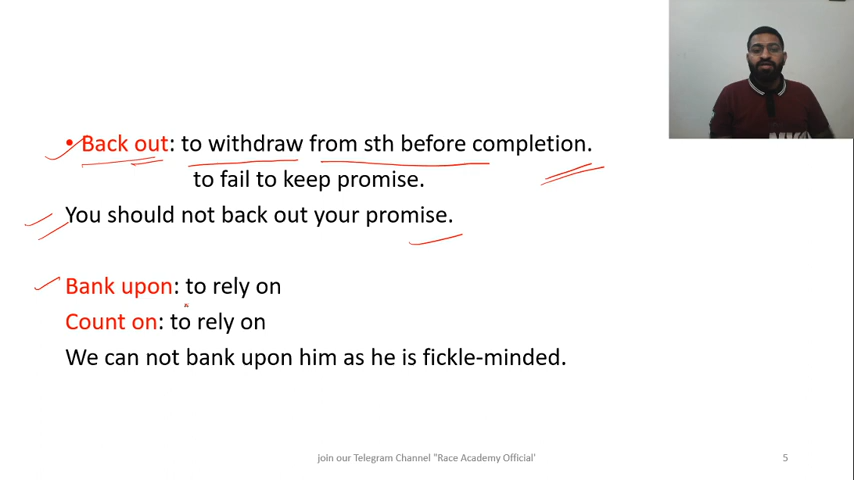 • Back out: to withdraw from sth before completion.
to fail to keep promise.
You should not back out your promise.
Bank upon: to rely on
Count on: to rely on
We can not bank upon him as he is fickle-minded.
join our Telegram Channel "Race Academy Official'
5